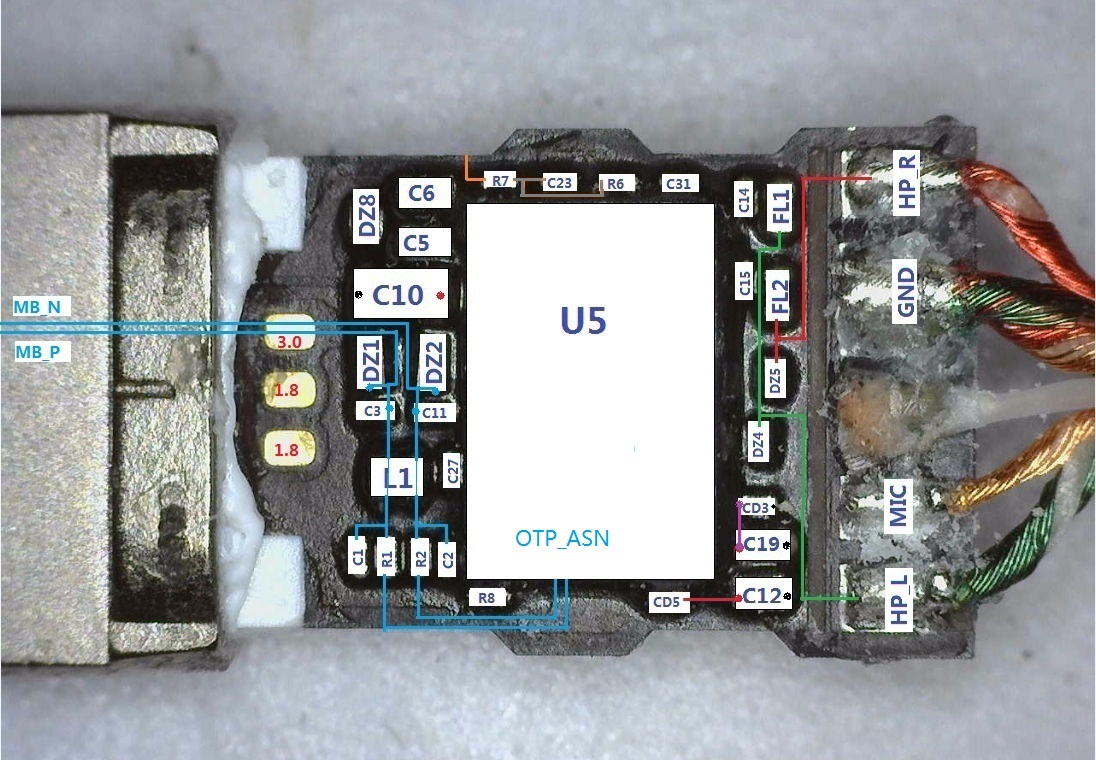 MB_N
MB_P
3.0
1.8
1.8
DZ8
C6
C5
C10
DZ1
DZ2
C3
C11
L1
C27
C1
R1
R2
C2
R8
R7
C23
R6
C31
U5
OTP_ASN
C14
FL1
C15
FL2
DZ5
DZ4
CD3
C19
CD5
C12
HP_R
GND
MIC
HP_L